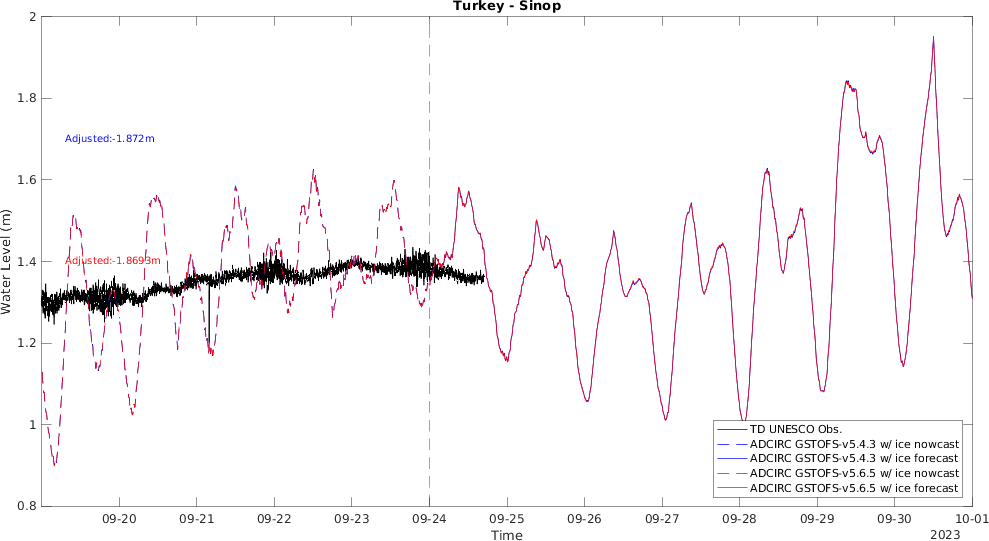 Turkey - Sinop
Water Level (m)
2
1.8
1.6
1.4
1.2
1
0.8
Adjusted:-1.872m
Adjusted:-1.8693m
TD UNESCO Obs.
ADCIRC GSTOFS-v5.4.3 w/ ice nowcast
ADCIRC GSTOFS-v5.4.3 w/ ice forecast
ADCIRC GSTOFS-v5.6.5 w/ ice nowcast
ADCIRC GSTOFS-v5.6.5 w/ ice forecast
09-20 09-21 09-22 09-23 09-24 09-25 09-26 09-27 09-28 09-29 09-30 10-01
Time
2023